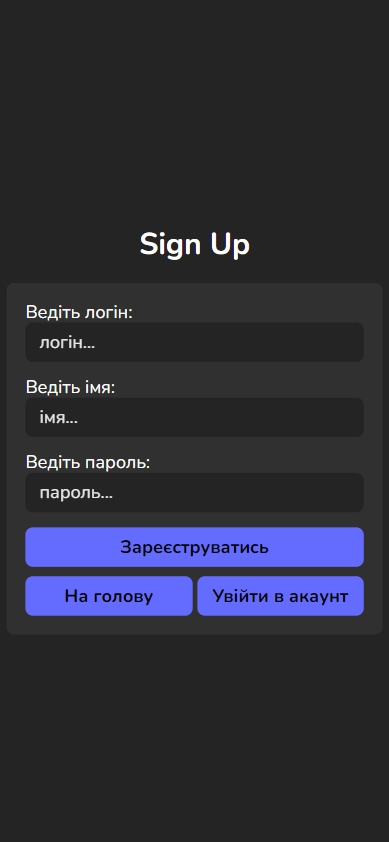 Sign Up
Ведіть логін:
логін...
Ведіть імя:
імя...
Ведіть пароль:
пароль...
Зареєструватись
На голову
Увійти в акаунт